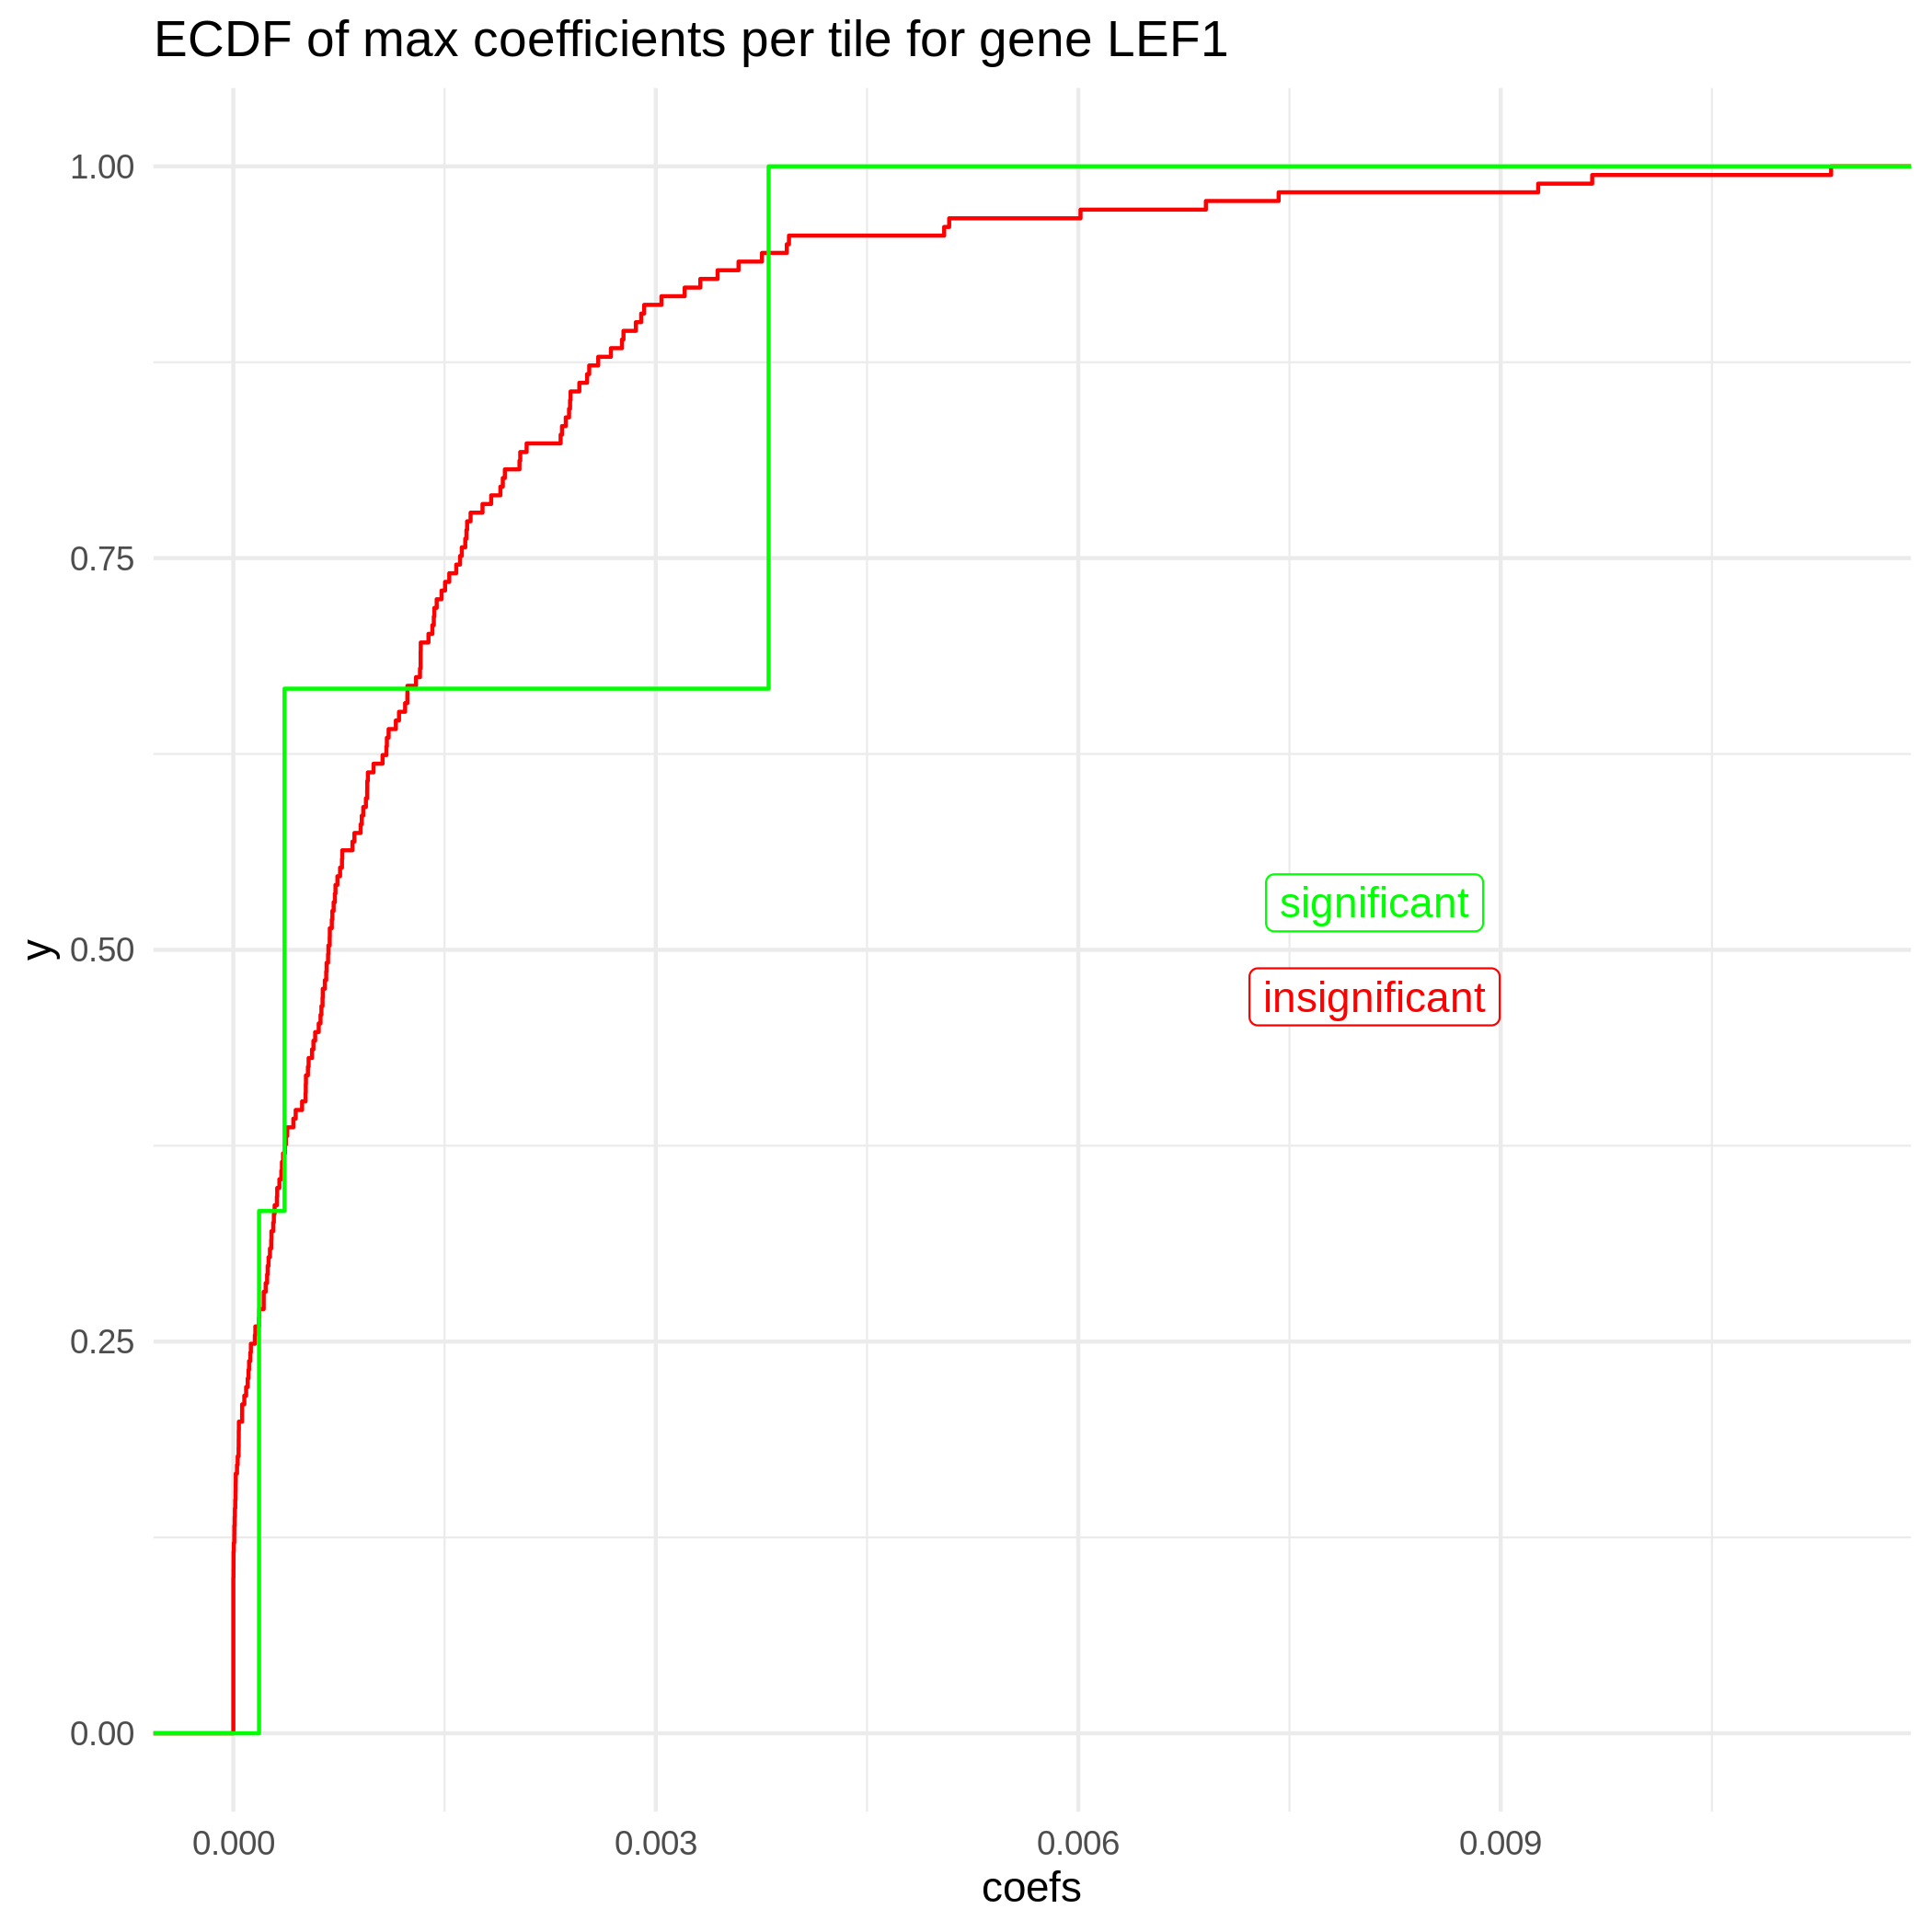 ECDF of max coefficients per tile for gene LEF1
1.00
0.75
0.50
0.25
0.00
y
significant
insignificant
0.000 0.003 0.006 0.009
coefs